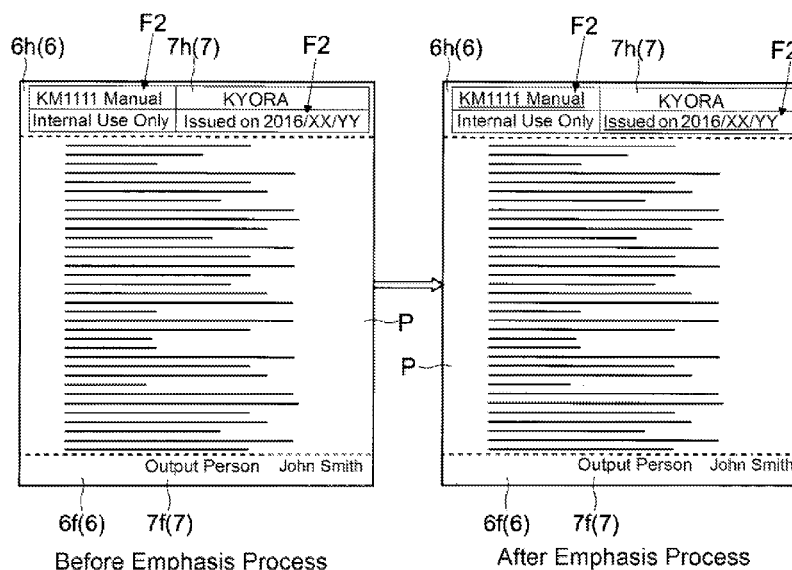 F2 F2
6h(6) 7h(7) 6h(6) 7h(7) F2
KM1111 Manual KYORA KM1111 Manual KYORA
Internal Use Only Issued on 2016/XX/YY Internal Use Only Issued on 2016/XX/YY
P
P
Output Person John Smith Output Person John Smith
6f(6) 7f(7) 6f(6) 7f(7)
Before Emphasis Process After Emphasis Process